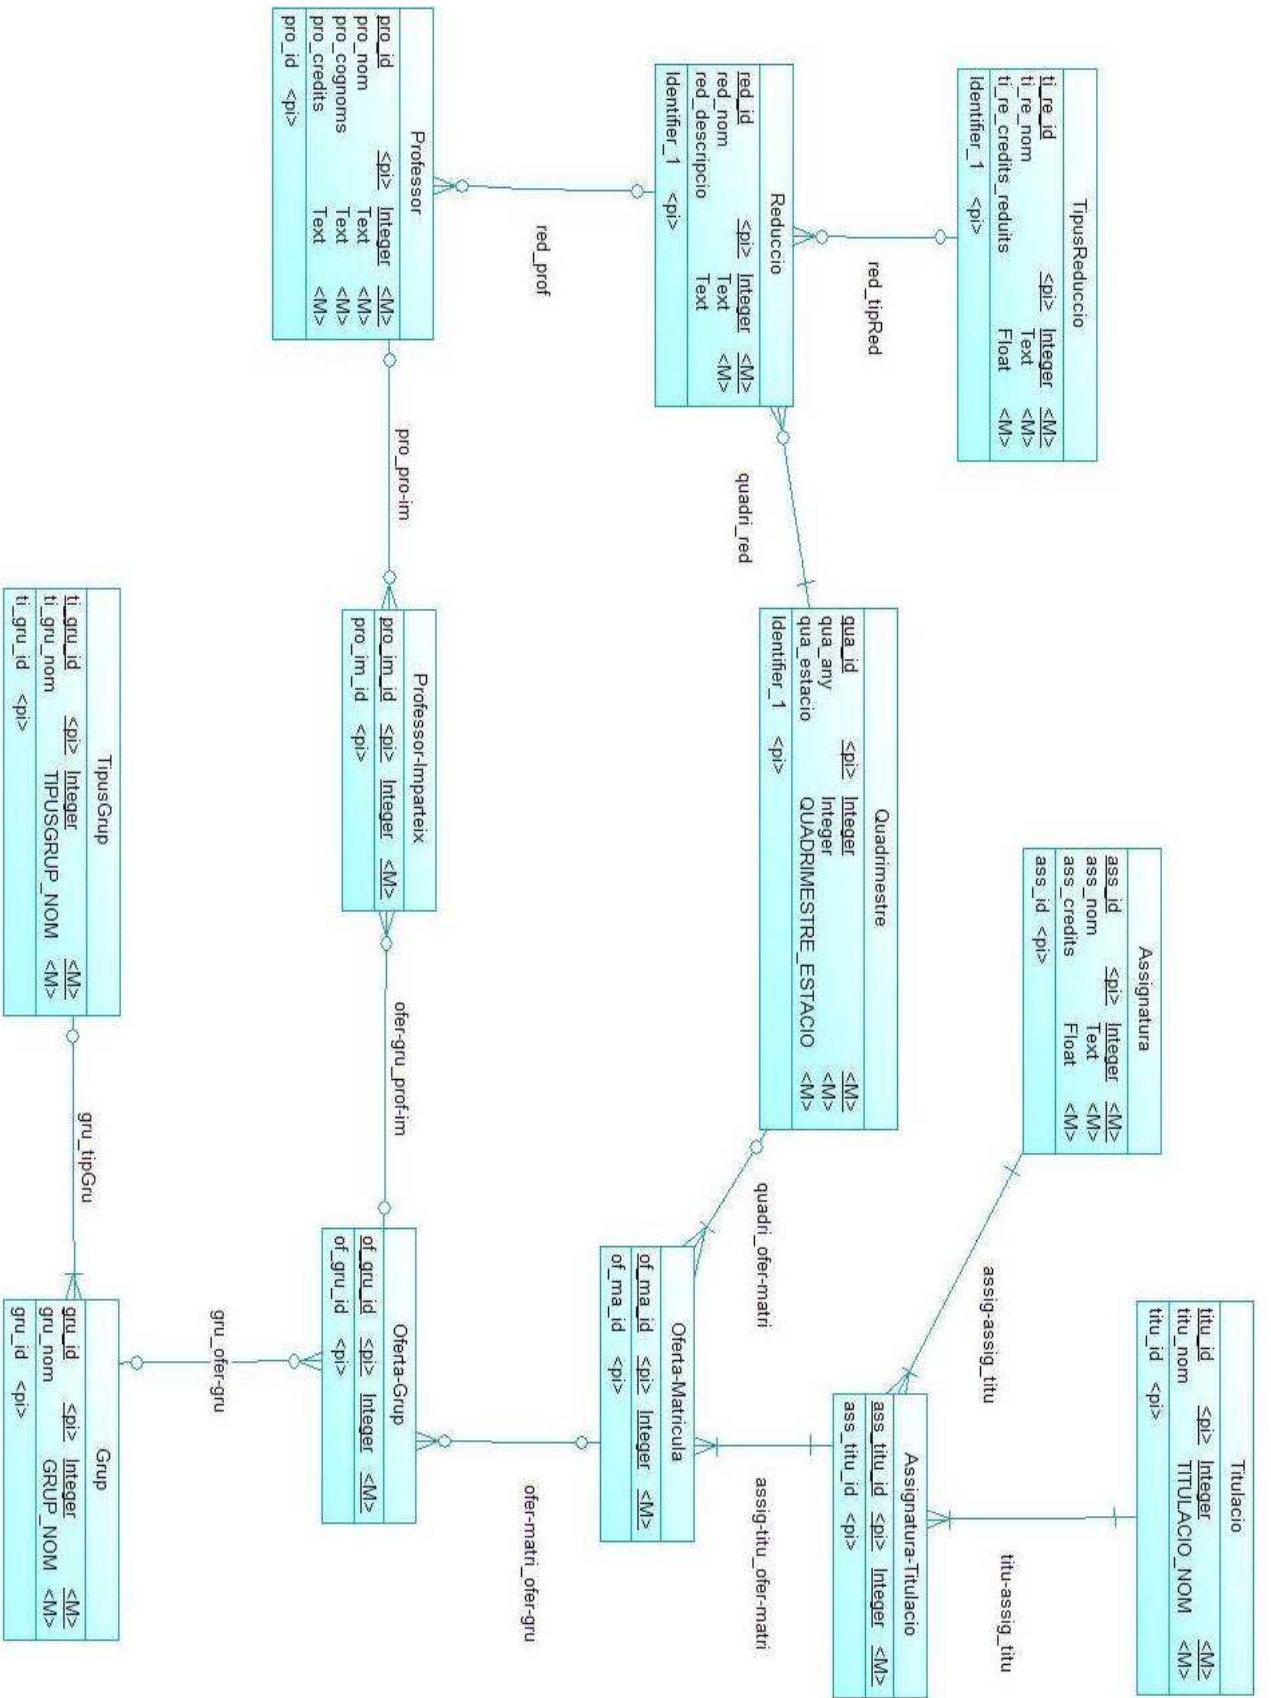 TipusReduccio
ti_re_id <pi> Integer <M>
ti_re_nom Text <M>
ti_re_credits_reduits Float <M>
Identifier_1 <pi>
red_tipRed
Reduccio
red_id <pi> Integer <M>
red_nom Text <M>
red_descripcio Text
Identifier_1 <pi>
red_prof
Professor
pro_id <pi> Integer <M>
pro_nom Text <M>
pro_cognoms Text <M>
pro_credits Text <M>
pro_id <pi>
quadri_red
pro_pro-im
Quadrimestre
qua_id <pi> Integer <M>
qua_any Integer <M>
qua_estacio QUADRIMESTRE_ESTACIO <M>
Identifier_1 <pi>
Professor-Imparteix
pro_im_id <pi> Integer <M>
pro_im_id <pi>
TipusGrup
ti_gru_id <pi> Integer <M>
ti_gru_nom TIPUSGRUP_NOM <M>
ti_gru_id <pi>
Assignatura
ass_id <pi> Integer <M>
ass_nom Text <M>
ass_credits Float <M>
ass_id <pi>
assig-assig_titu
quadri_ofer-matri
ofer-gru_prof-im
gru_tipGru
Titulacio
titu_id <pi> Integer <M>
titu_nom TITULACIO_NOM <M>
titu_id <pi>
titu-assig_titu
Assignatura-Titulacio
ass_titu_id <pi> Integer <M>
ass_titu_id <pi>
assig-titu_ofer-matri
Oferta-Matricula
of_ma_id <pi> Integer <M>
of_ma_id <pi>
ofer-matri_ofer-gru
Oferta-Grup
of_gru_id <pi> Integer <M>
of_gru_id <pi>
gru_ofer-gru
Grup
gru_id <pi> Integer <M>
gru_nom GRUP_NOM <M>
gru_id <pi>